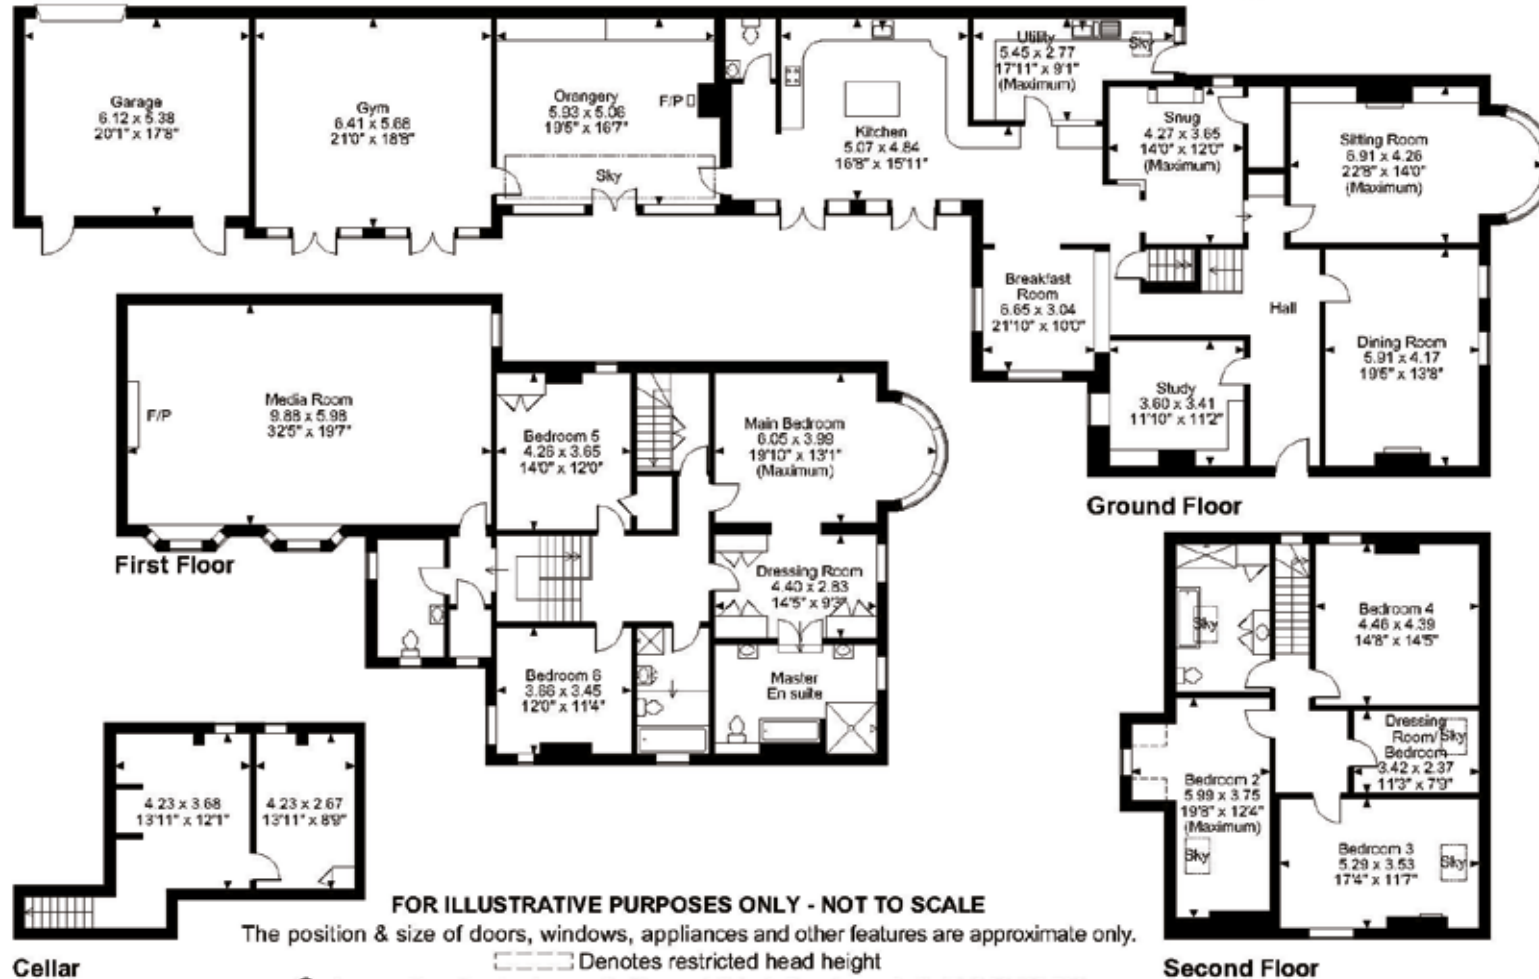 Garage
6.12 x 5.38
20'1" x 17'8"
Gym
6.41 x 5.68
21'0" x 18'8"
Orangery
5.93 x 5.06
19'5" x 16'7"
F/P
Sky
Kitchen
5.07 x 4.84
16'8" x 15'11"
Utility
5.45 x 2.77
17'11" x 9'1"
(Maximum)
Sky
Snug
4.27 x 3.65
14'0" x 12'0"
(Maximum)
Sitting Room
6.91 x 4.26
22'8" x 14'0"
(Maximum)
Breakfast
Room
6.65 x 3.04
21'10" x 10'0"
Hall
Dining Room
5.91 x 4.17
19'5" x 13'8"
Study
3.60 x 3.41
11'10" x 11'2"
Ground Floor
Media Room
9.88 x 5.98
32'5" x 19'7"
F/P
Bedroom 5
4.26 x 3.65
14'0" x 12'0"
Main Bedroom
6.05 x 3.99
19'10" x 13'1"
(Maximum)
First Floor
Dressing Room
4.40 x 2.83
14'5" x 9'3"
Bedroom 6
3.66 x 3.45
12'0" x 11'4"
Master
En suite
Sky
Bedroom 4
4.46 x 4.39
14'8" x 14'5"
Dressing
Room/
Bedroom
3.42 x 2.37
11'3" x 7'9"
Sky
Bedroom 2
5.99 x 3.75
19'8" x 12'4"
(Maximum)
Sky
Bedroom 3
5.29 x 3.53
17'4" x 11'7"
Sky
Second Floor
4.23 x 3.68
13'11" x 12'1"
4.23 x 2.67
13'11" x 8'9"
Cellar
FOR ILLUSTRATIVE PURPOSES ONLY - NOT TO SCALE
The position & size of doors, windows, appliances and other features are approximate only.
Denotes restricted head height